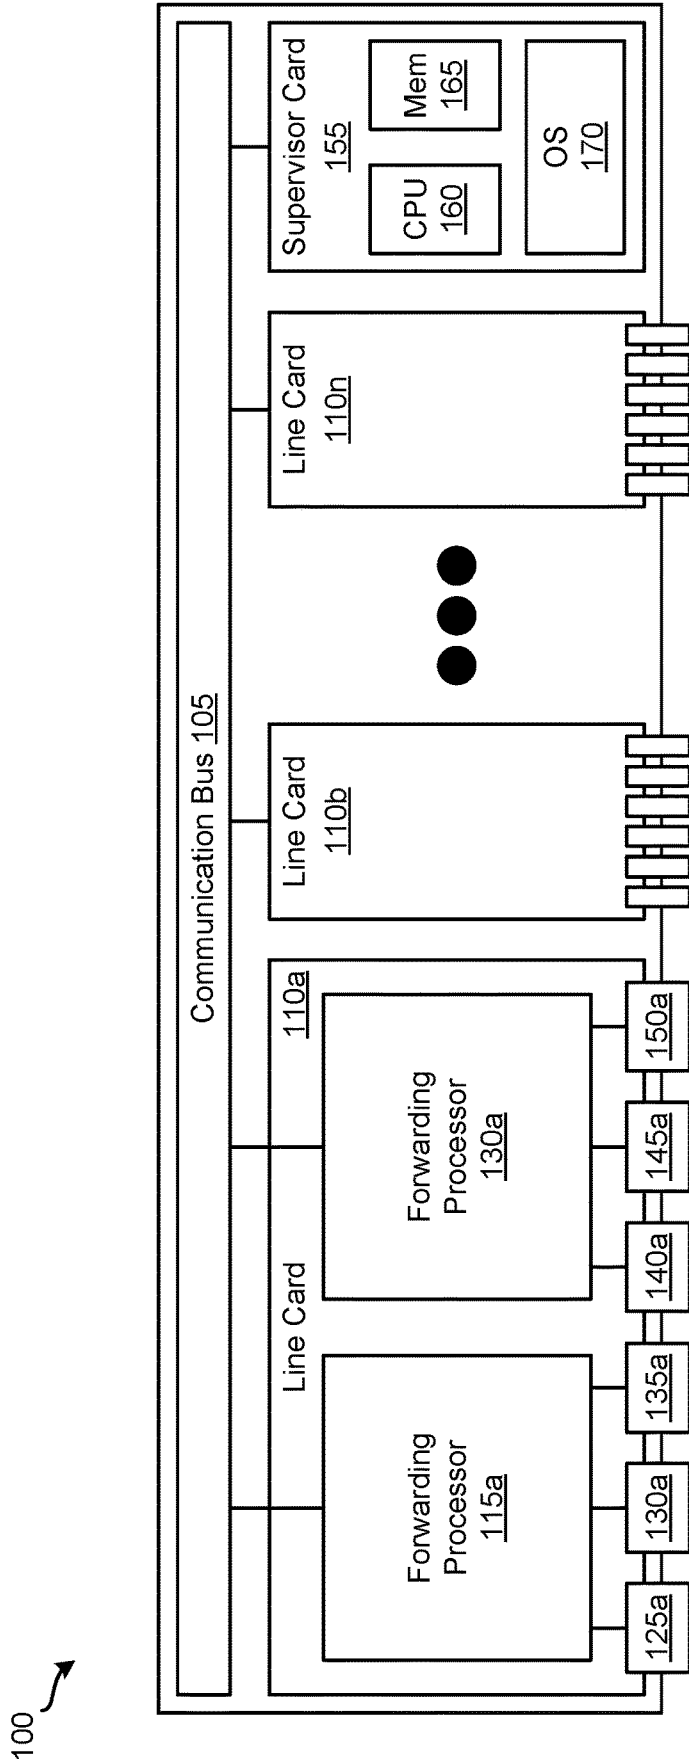 100
Communication Bus 105
Line Card
110a
Forwarding
Processor
115a
Forwarding
Processor
130a
125a
130a
135a
140a
145a
150a
Line Card
110b
Line Card
110n
Supervisor Card
155
CPU
160
Mem
165
OS
170